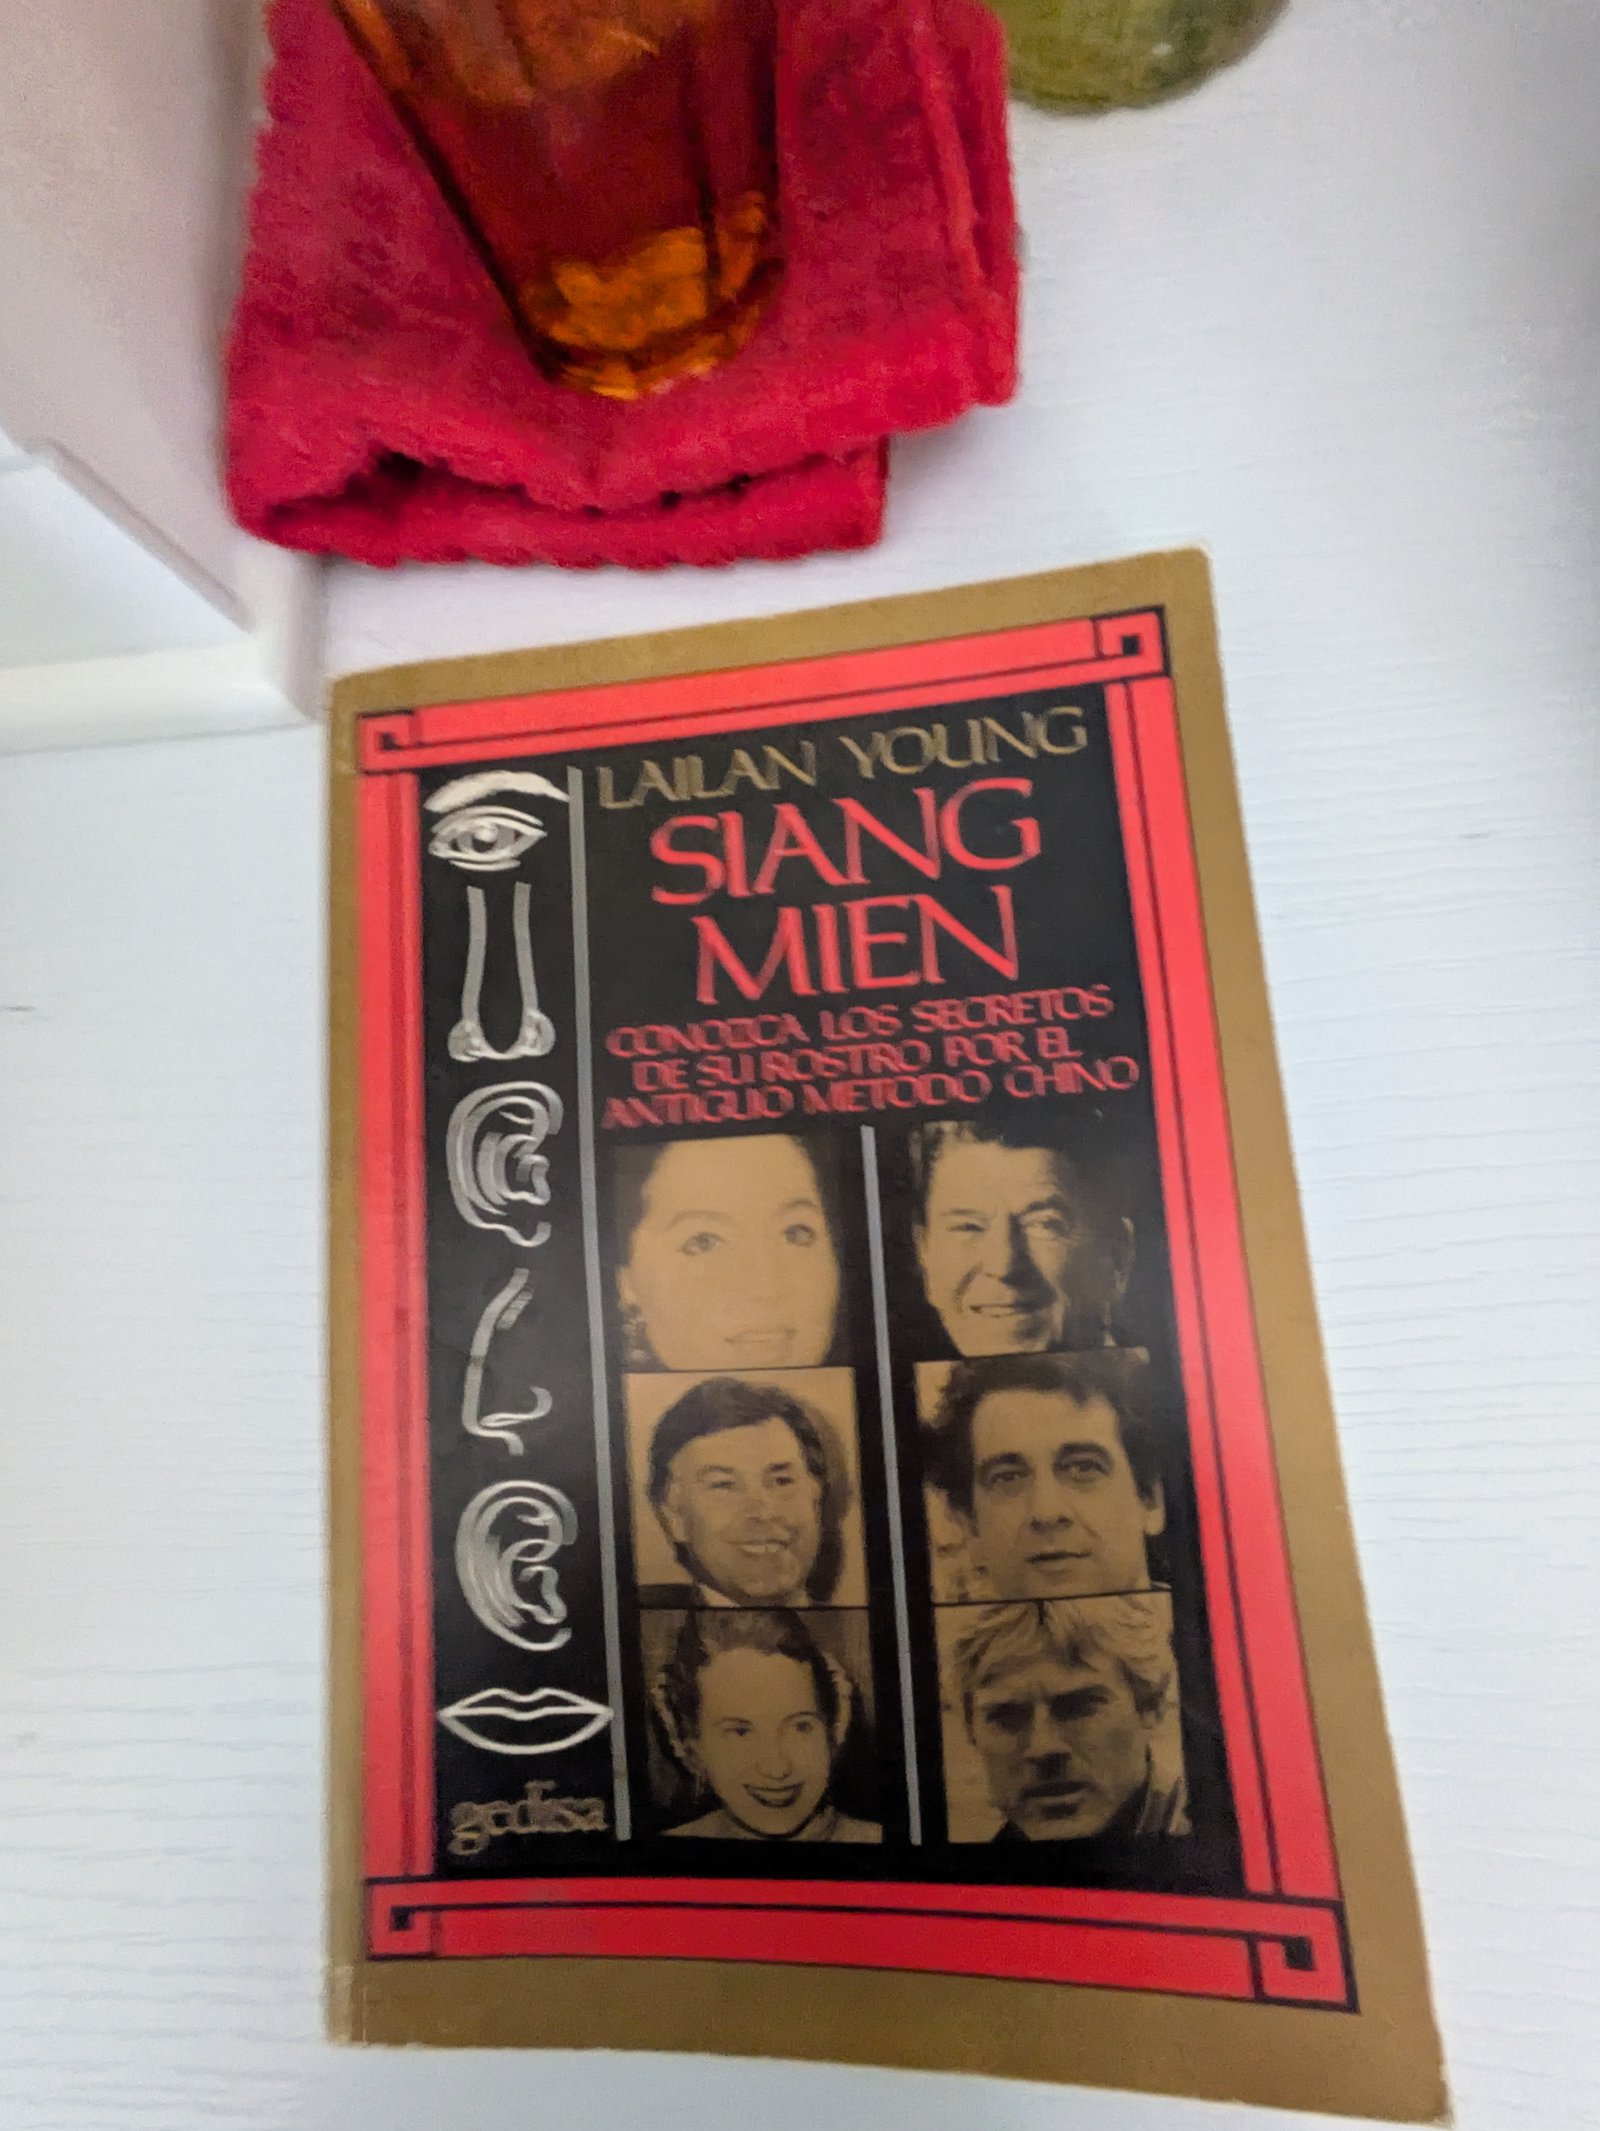 LAILAN YOUNG
SIANG
MIEN
CONOZCA LOS SECRETOS
DE SU ROSTRO POR EL
ANTIGUO METODO CHINO
gedisa